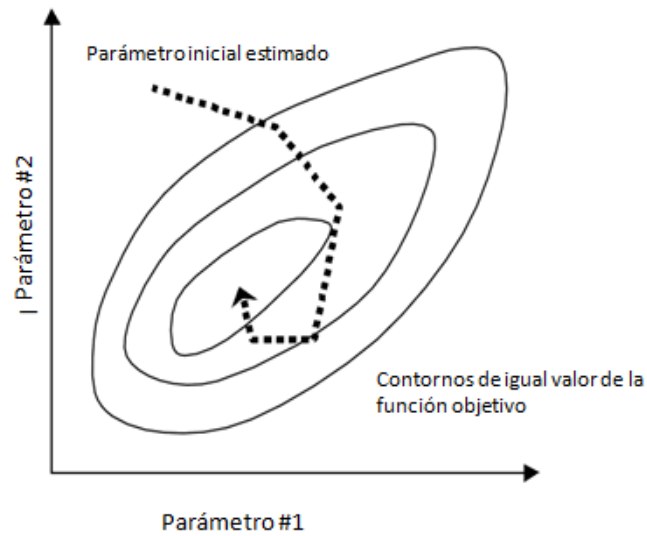 Parámetro inicial estimado
| Parámetro #2
Contornos de igual valor de la
función objetivo
Parámetro #1